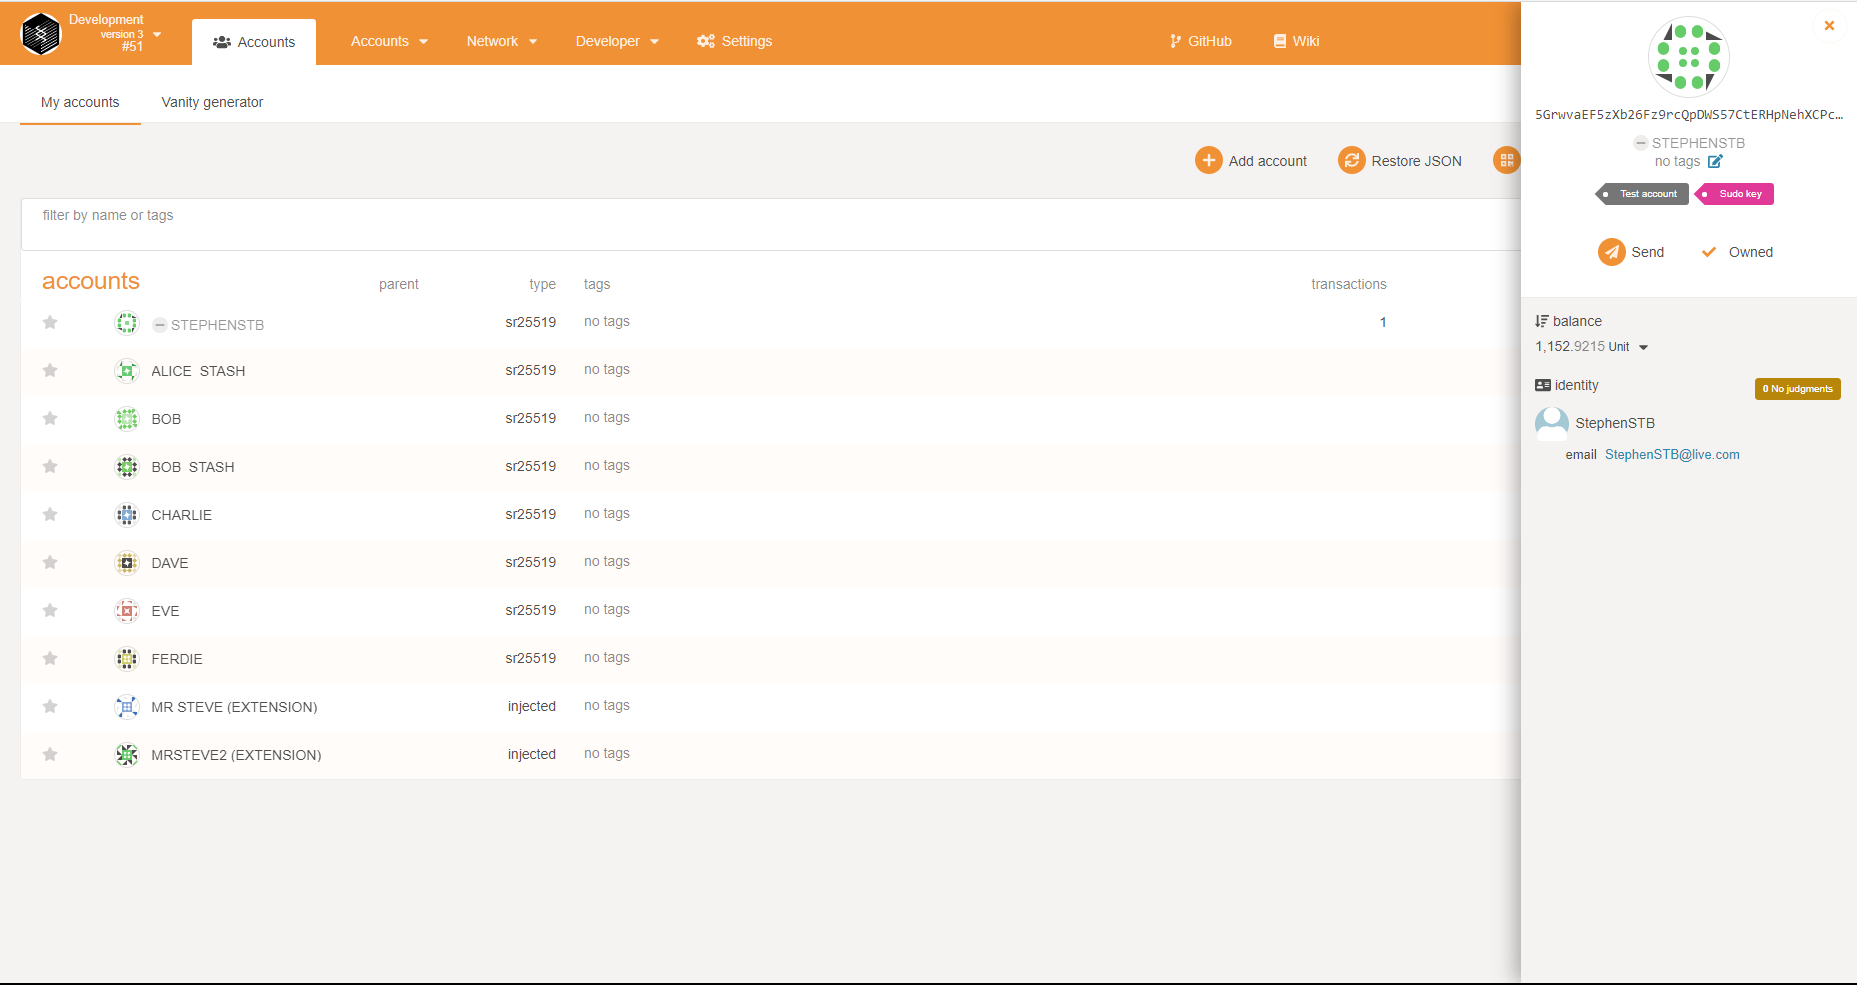 Development
version 3
#51
Accounts
Accounts
Network
Developer
Settings
GitHub
Wiki
My accounts
Vanity generator
Add account
Restore JSON
filter by name or tags
accounts parent type tags transactions
STEPHENSTB sr25519 no tags 1
ALICE STASH sr25519 no tags
BOB sr25519 no tags
BOB STASH sr25519 no tags
CHARLIE sr25519 no tags
DAVE sr25519 no tags
EVE sr25519 no tags
FERDIE sr25519 no tags
MR STEVE (EXTENSION) injected no tags
MRSTEVE2 (EXTENSION) injected no tags
5GrwvaEF5zXb26Fz9rcQpDWS57CtERHpNehXCPc…
STEPHENSTB
no tags
Test account
Sudo key
Send
Owned
balance
1,152.9215 Unit
identity
0 No judgments
StephenSTB
email StephenSTB@live.com